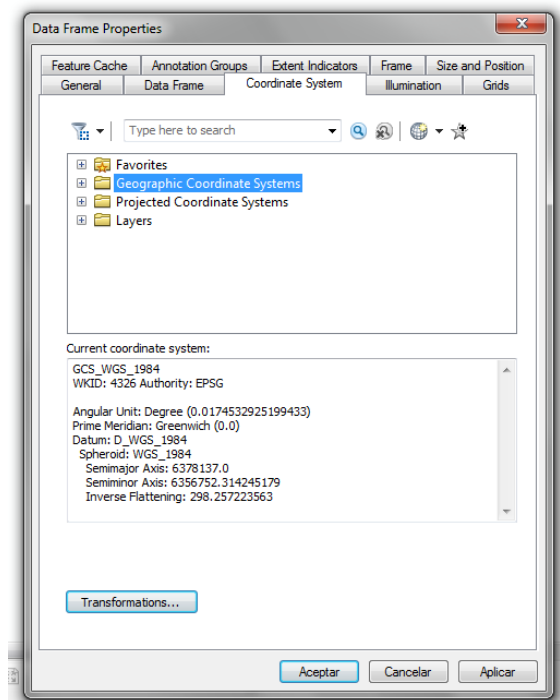 Data Frame Properties
Feature Cache Annotation Groups Extent Indicators Frame Size and Position
General Data Frame Coordinate System Illumination Grids
Type here to search
Favorites
Geographic Coordinate Systems
Projected Coordinate Systems
Layers
Current coordinate system:
GCS_WGS_1984
WKID: 4326 Authority: EPSG
Angular Unit: Degree (0.0174532925199433)
Prime Meridian: Greenwich (0.0)
Datum: D_WGS_1984
Spheroid: WGS_1984
Semimajor Axis: 6378137.0
Semiminor Axis: 6356752.314245179
Inverse Flattening: 298.257223563
Transformations...
Aceptar Cancelar Aplicar